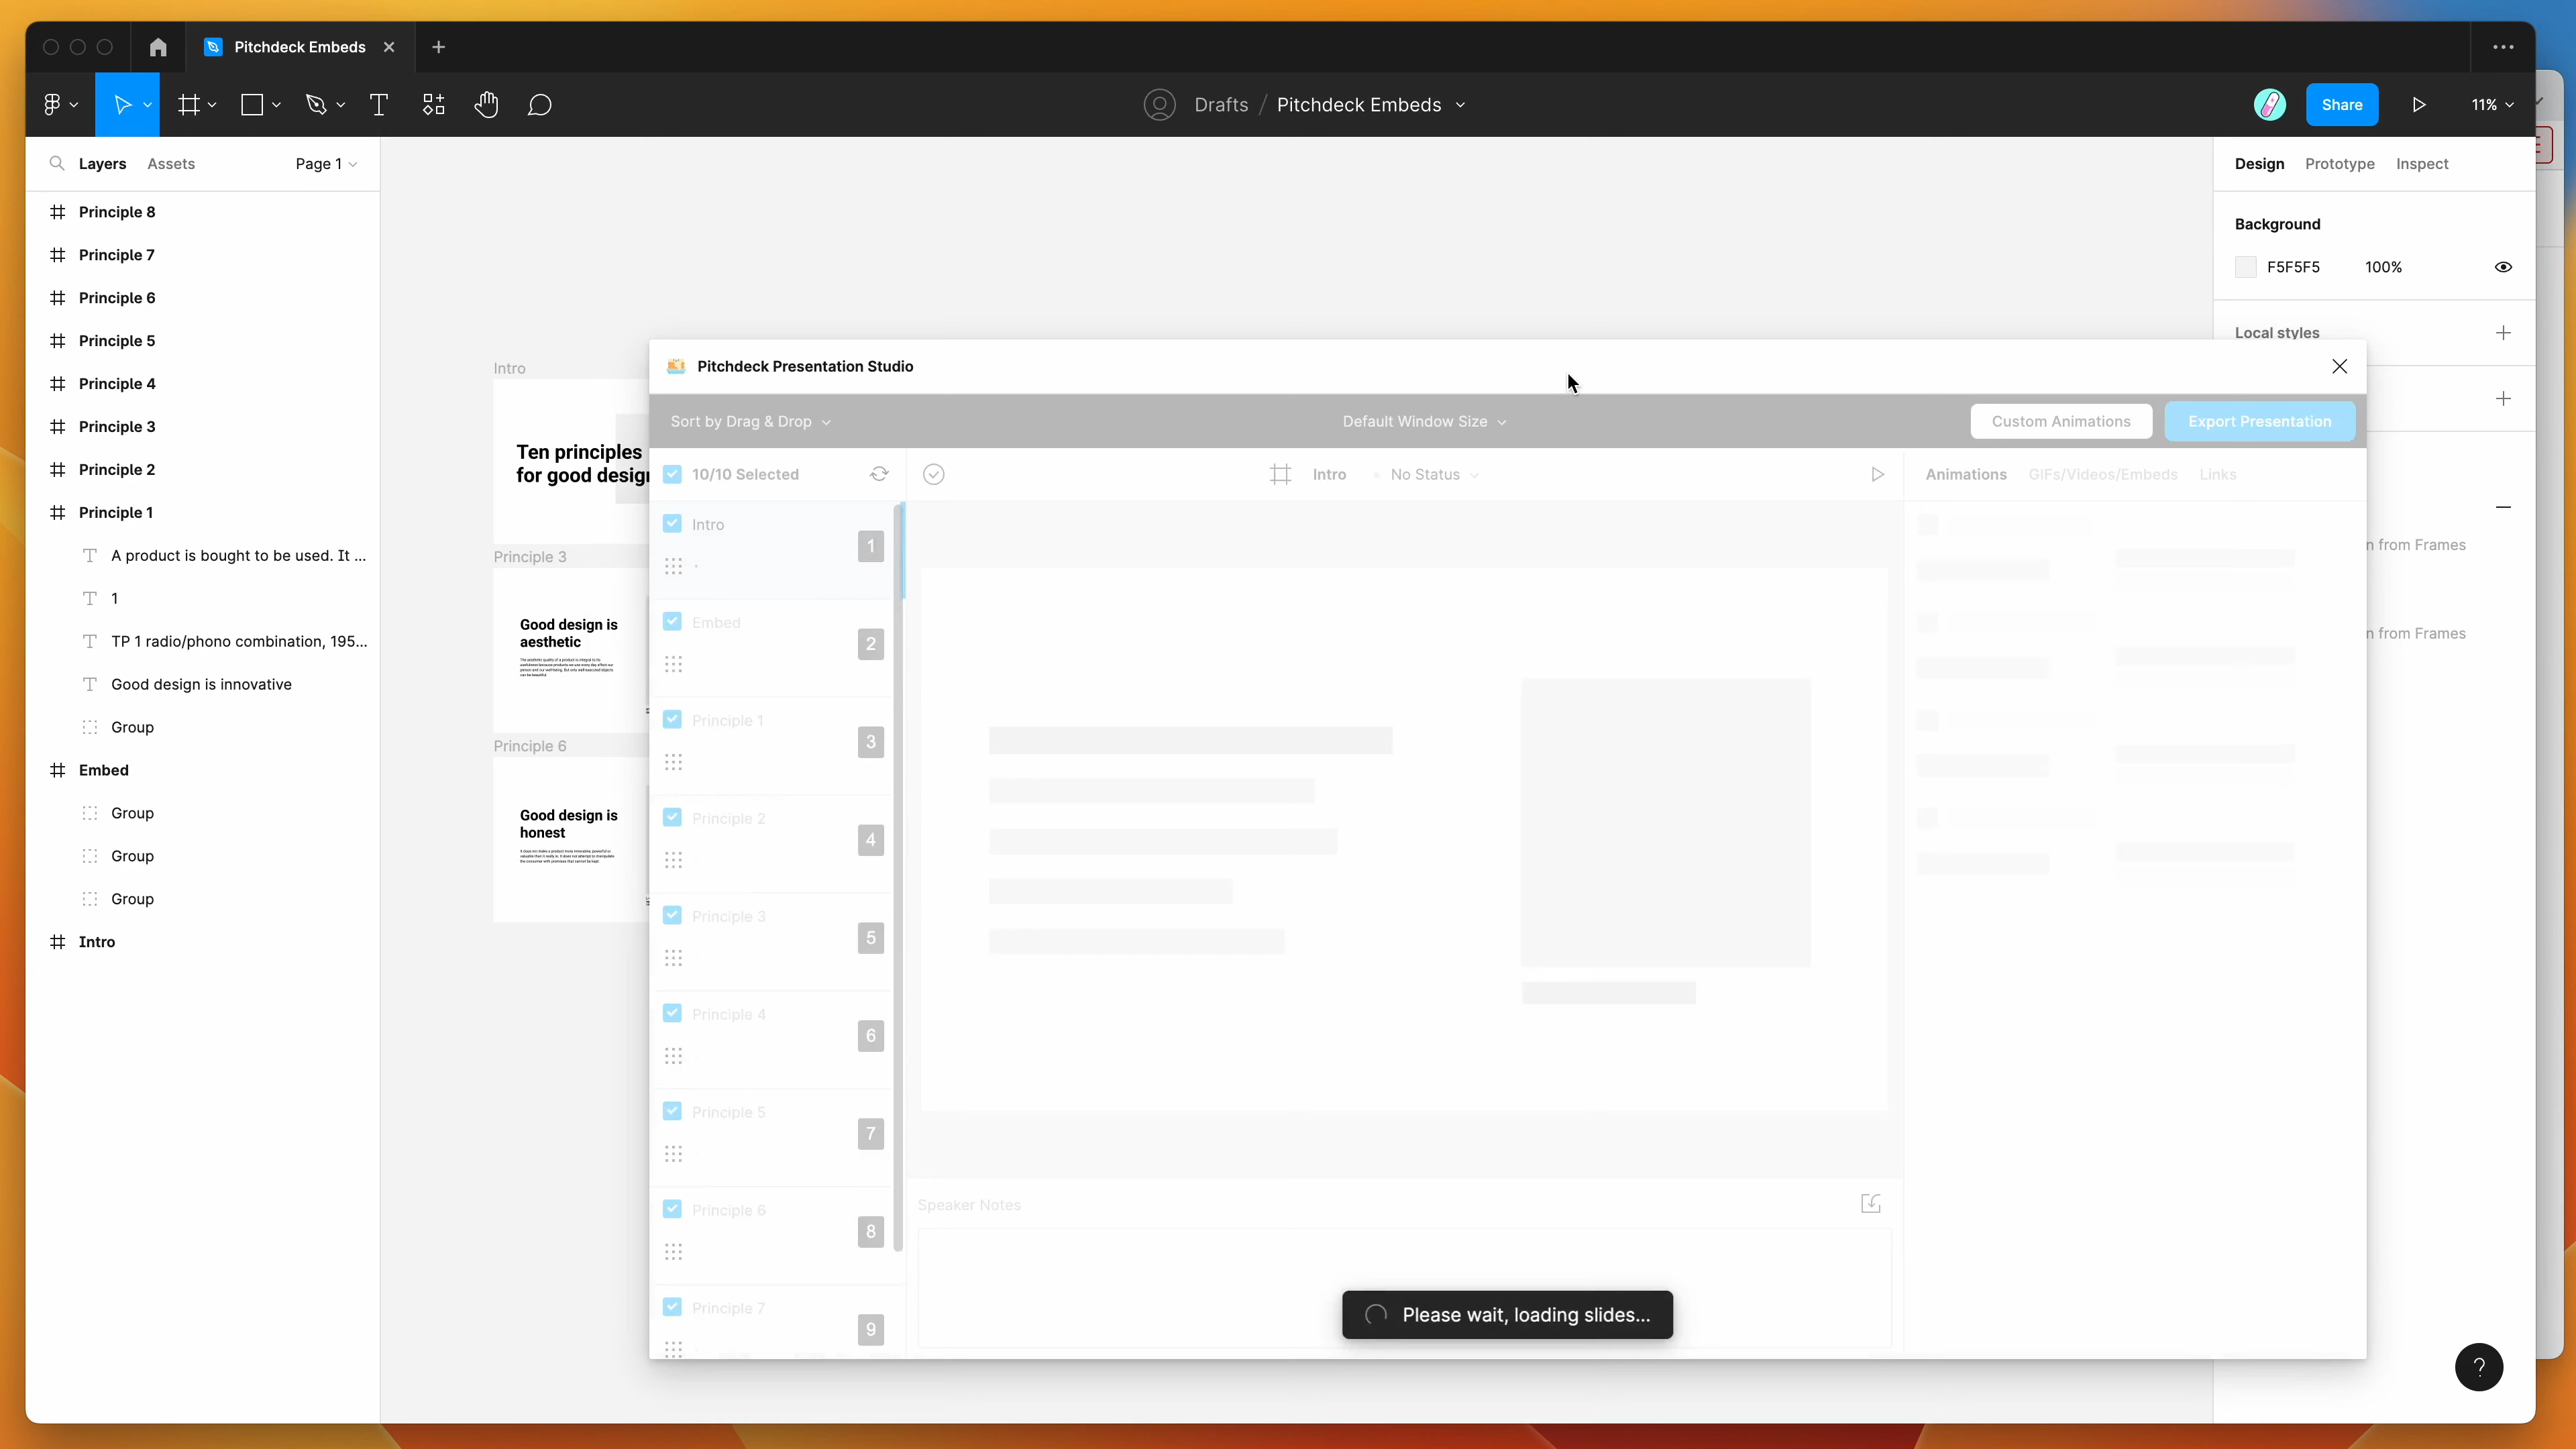 Pitchdeck Embeds
Drafts / Pitchdeck Embeds
Share
11%
Layers
Assets
Page 1
Principle 8
Principle 7
Principle 6
Principle 5
Principle 4
Principle 3
Principle 2
Principle 1
A product is bought to be used. It ...
1
TP 1 radio/phono combination, 195...
Good design is innovative
Group
Embed
Group
Group
Group
Intro
Intro
Ten principles
for good desig
Principle 3
Good design is
aesthetic
Principle 6
Good design is
honest
Pitchdeck Presentation Studio
Sort by Drag & Drop
Default Window Size
Custom Animations
Export Presentation
10/10 Selected
Intro
No Status
Animations
GIFs/Videos/Embeds
Links
Intro
1
Embed
2
Principle 1
3
Principle 2
4
Principle 3
5
Principle 4
6
Principle 5
7
Principle 6
8
Principle 7
9
Speaker Notes
Please wait, loading slides...
Design
Prototype
Inspect
Background
F5F5F5
100%
Local styles
n from Frames
n from Frames
?